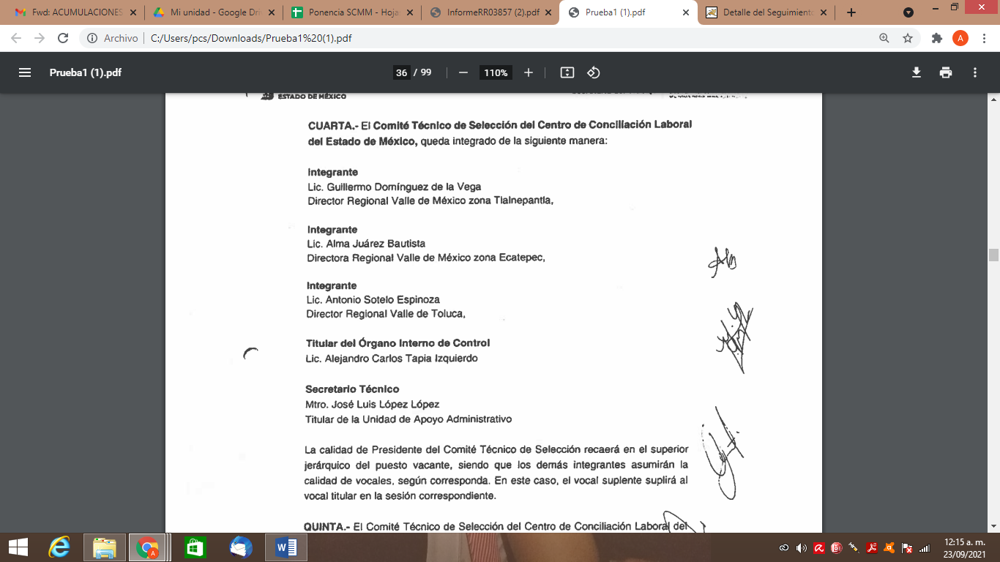 Fwd: ACUMULACIONES
Mi unidad - Google Dri
Ponencia SCMM - Hoja
InformeRR03857 (2).pdf
Prueba1 (1).pdf
Detalle del Seguimiento
Archivo
C:/Users/pcs/Downloads/Prueba1%20(1).pdf
A
Prueba1 (1).pdf
36 / 99
110%
ESTADO DE MÉXICO
CUARTA.- El Comité Técnico de Selección del Centro de Conciliación Laboral
del Estado de México, queda integrado de la siguiente manera:
Integrante
Lic. Guillermo Domínguez de la Vega
Director Regional Valle de México zona Tlalnepantla,
Integrante
Lic. Alma Juárez Bautista
Directora Regional Valle de México zona Ecatepec,
Integrante
Lic. Antonio Sotelo Espinoza
Director Regional Valle de Toluca,
Titular del Órgano Interno de Control
Lic. Alejandro Carlos Tapia Izquierdo
Secretario Técnico
Mtro. José Luis López López
Titular de la Unidad de Apoyo Administrativo
La calidad de Presidente del Comité Técnico de Selección recaerá en el superior
jerárquico del puesto vacante, siendo que los demás integrantes asumirán la
calidad de vocales, según corresponda. En este caso, el vocal suplente suplirá al
vocal titular en la sesión correspondiente.
QUINTA.- El Comité Técnico de Selección del Centro de Conciliación Laboral del
12:15 a. m.
23/09/2021